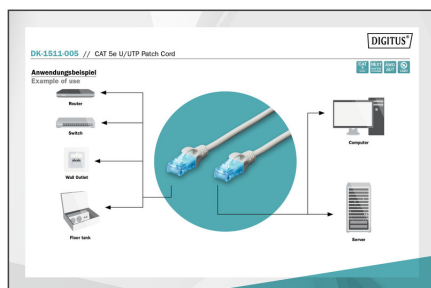 DIGITUS®
DK-1511-005 // CAT 5e U/UTP Patch Cord
Anwendungsbeispiel
Example of use
Router
Switch
Wall Outlet
Floor tank
Computer
Server